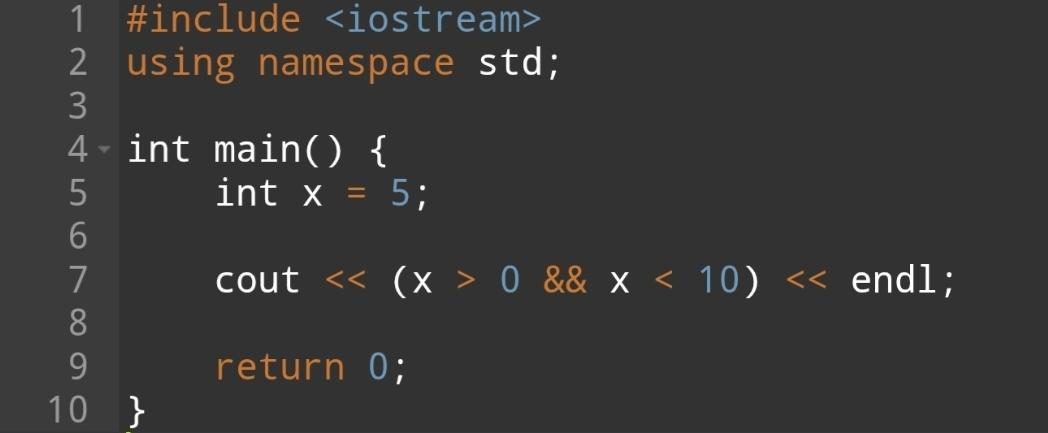 1 #include <iostream>
2 using namespace std;
3
4 int main() {
5     int x = 5;
6
7     cout << (x > 0 && x < 10) << endl;
8
9     return 0;
10 }